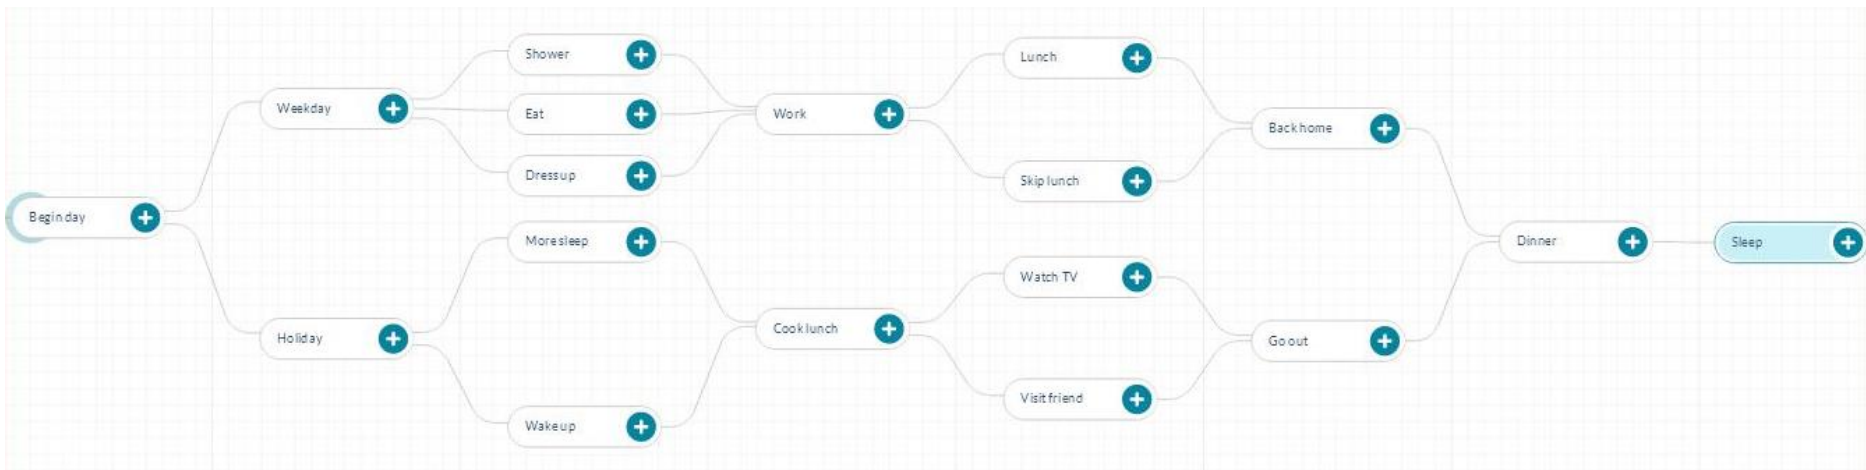 Begin day
Weekday
Holiday
Shower
Eat
Dress up
More sleep
Wake up
Work
Cook lunch
Lunch
Skip lunch
Watch TV
Visit friend
Back home
Go out
Dinner
Sleep